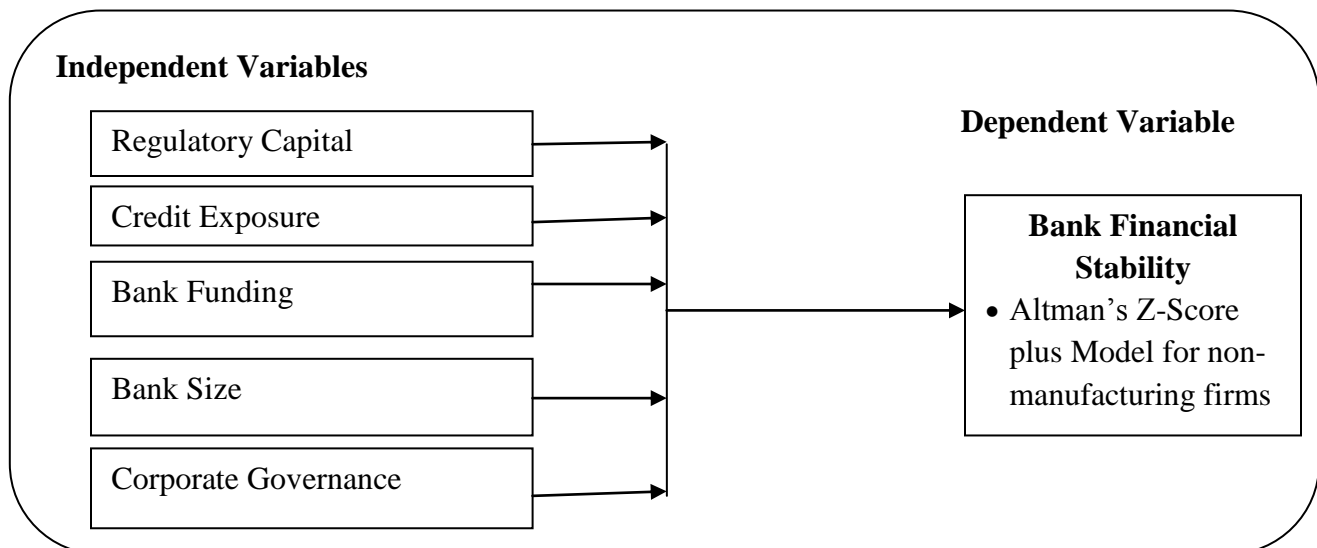 Independent Variables
Regulatory Capital
Credit Exposure
Bank Funding
Bank Size
Corporate Governance
Dependent Variable
Bank Financial
Stability
• Altman’s Z-Score
plus Model for non-
manufacturing firms